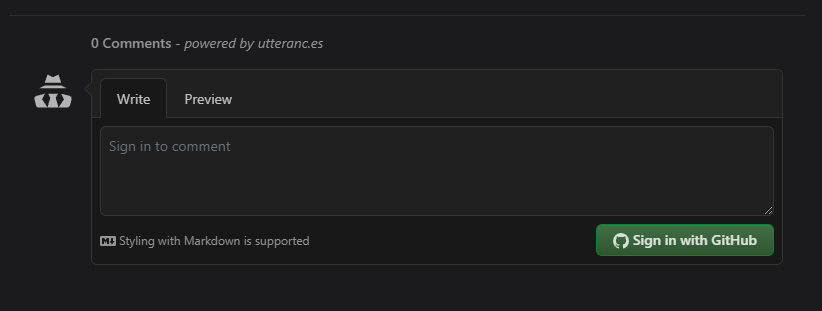 0 Comments - powered by utteranc.es
Write Preview
Sign in to comment
Styling with Markdown is supported
Sign in with GitHub